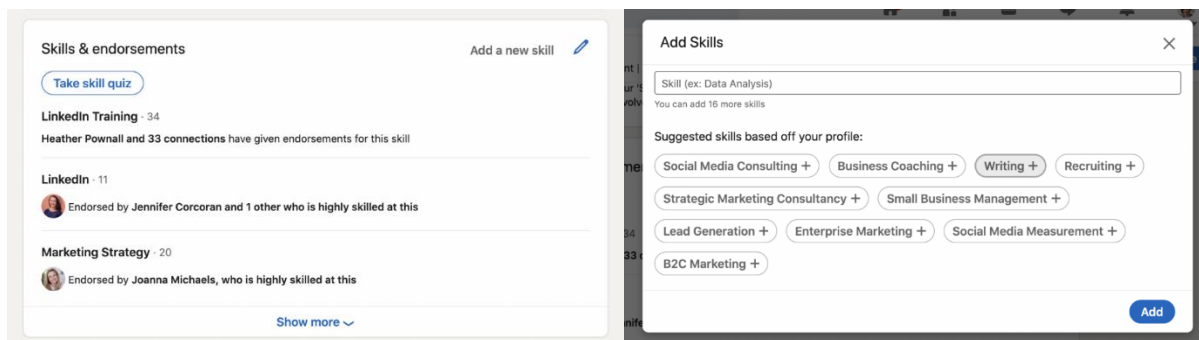 Skills & endorsements
Add a new skill
Take skill quiz
LinkedIn Training · 34
Heather Pownall and 33 connections have given endorsements for this skill
LinkedIn · 11
Endorsed by Jennifer Corcoran and 1 other who is highly skilled at this
Marketing Strategy · 20
Endorsed by Joanna Michaels, who is highly skilled at this
Show more
Add Skills
Skill (ex: Data Analysis)
You can add 16 more skills
Suggested skills based off your profile:
Social Media Consulting + Business Coaching + Writing + Recruiting +
Strategic Marketing Consultancy + Small Business Management +
Lead Generation + Enterprise Marketing + Social Media Measurement +
B2C Marketing +
Add